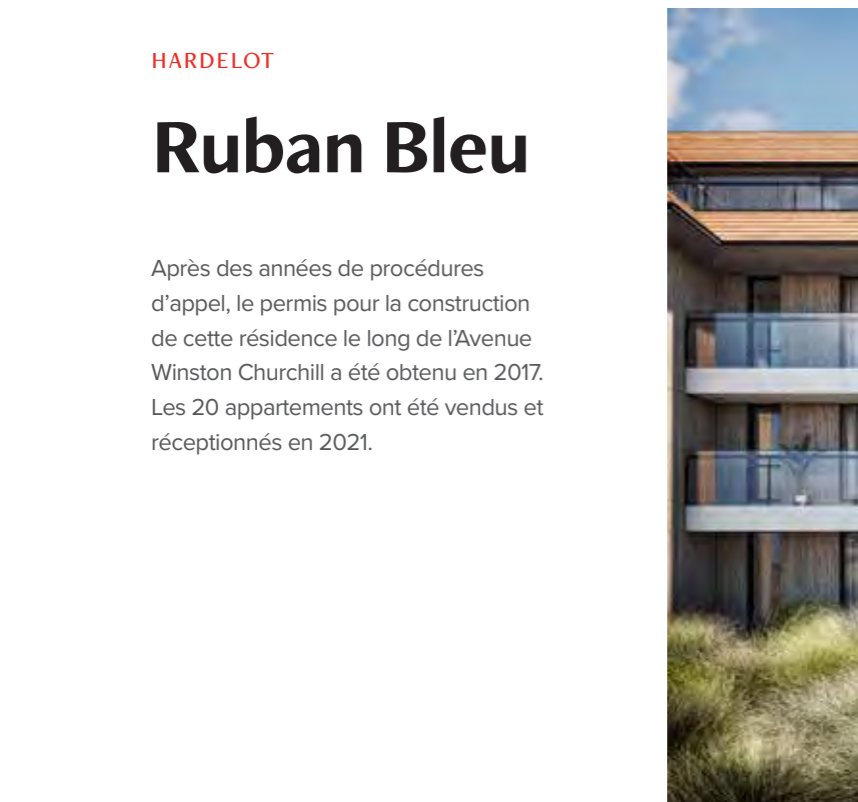 HARDELOT
Ruban Bleu
Après des années de procédures
d’appel, le permis pour la construction
de cette résidence le long de l’Avenue
Winston Churchill a été obtenu en 2017.
Les 20 appartements ont été vendus et
réceptionnés en 2021.